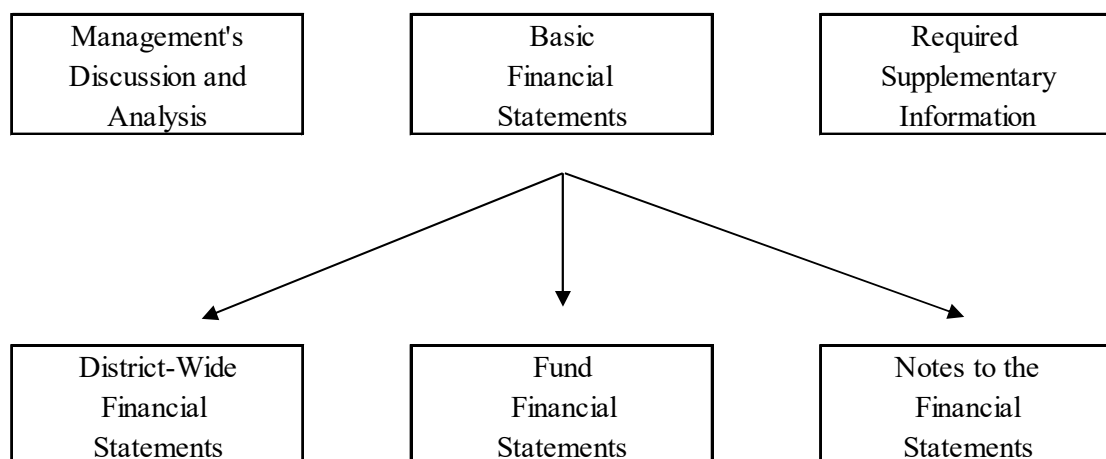 Management's
Discussion and
Analysis
Basic
Financial
Statements
Required
Supplementary
Information
District-Wide
Financial
Statements
Fund
Financial
Statements
Notes to the
Financial
Statements